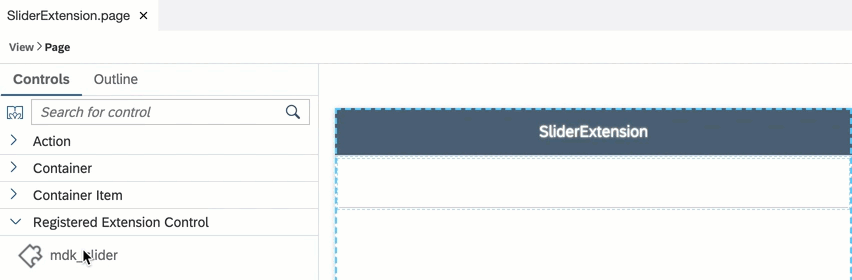 SliderExtension.page ×
View > Page
Controls Outline
Search for control
Action
Container
Container Item
Registered Extension Control
mdk_slider
SliderExtension